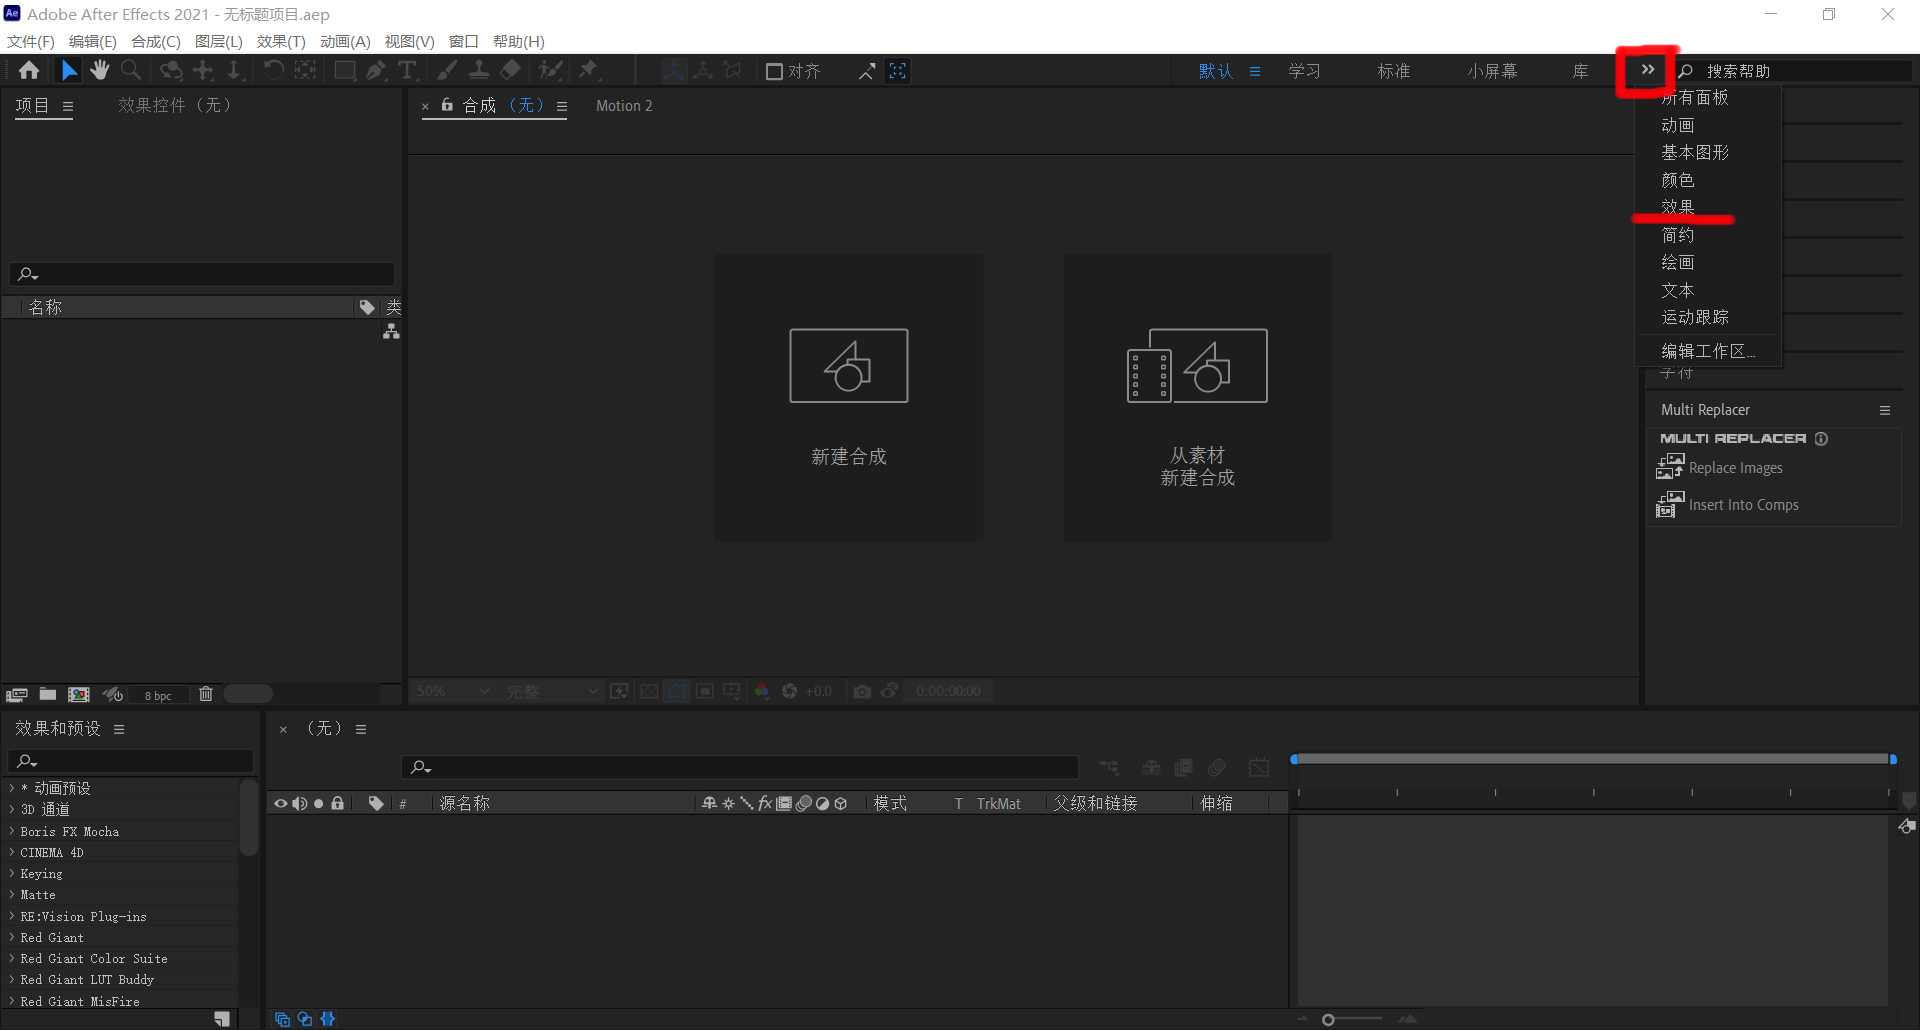 Ae Adobe After Effects 2021 - 无标题项目.aep
文件(F) 编辑(E) 合成(C) 图层(L) 效果(T) 动画(A) 视图(V) 窗口 帮助(H)
对齐 默认 学习 标准 小屏幕 库 » 搜索帮助
项目 效果控件（无） × 合成（无） Motion 2
所有面板
动画
基本图形
颜色
效果
简约
绘画
文本
运动跟踪
编辑工作区...
字符
名称 类
新建合成
从素材
新建合成
Multi Replacer
MULTI REPLACER
Replace Images
Insert Into Comps
8 bpc
50% 完整 +0.0 0:00:00:00
效果和预设
* 动画预设
3D 通道
Boris FX Mocha
CINEMA 4D
Keying
Matte
RE:Vision Plug-ins
Red Giant
Red Giant Color Suite
Red Giant LUT Buddy
Red Giant MisFire
× （无）
# 源名称 fx 模式 T TrkMat 父级和链接 伸缩